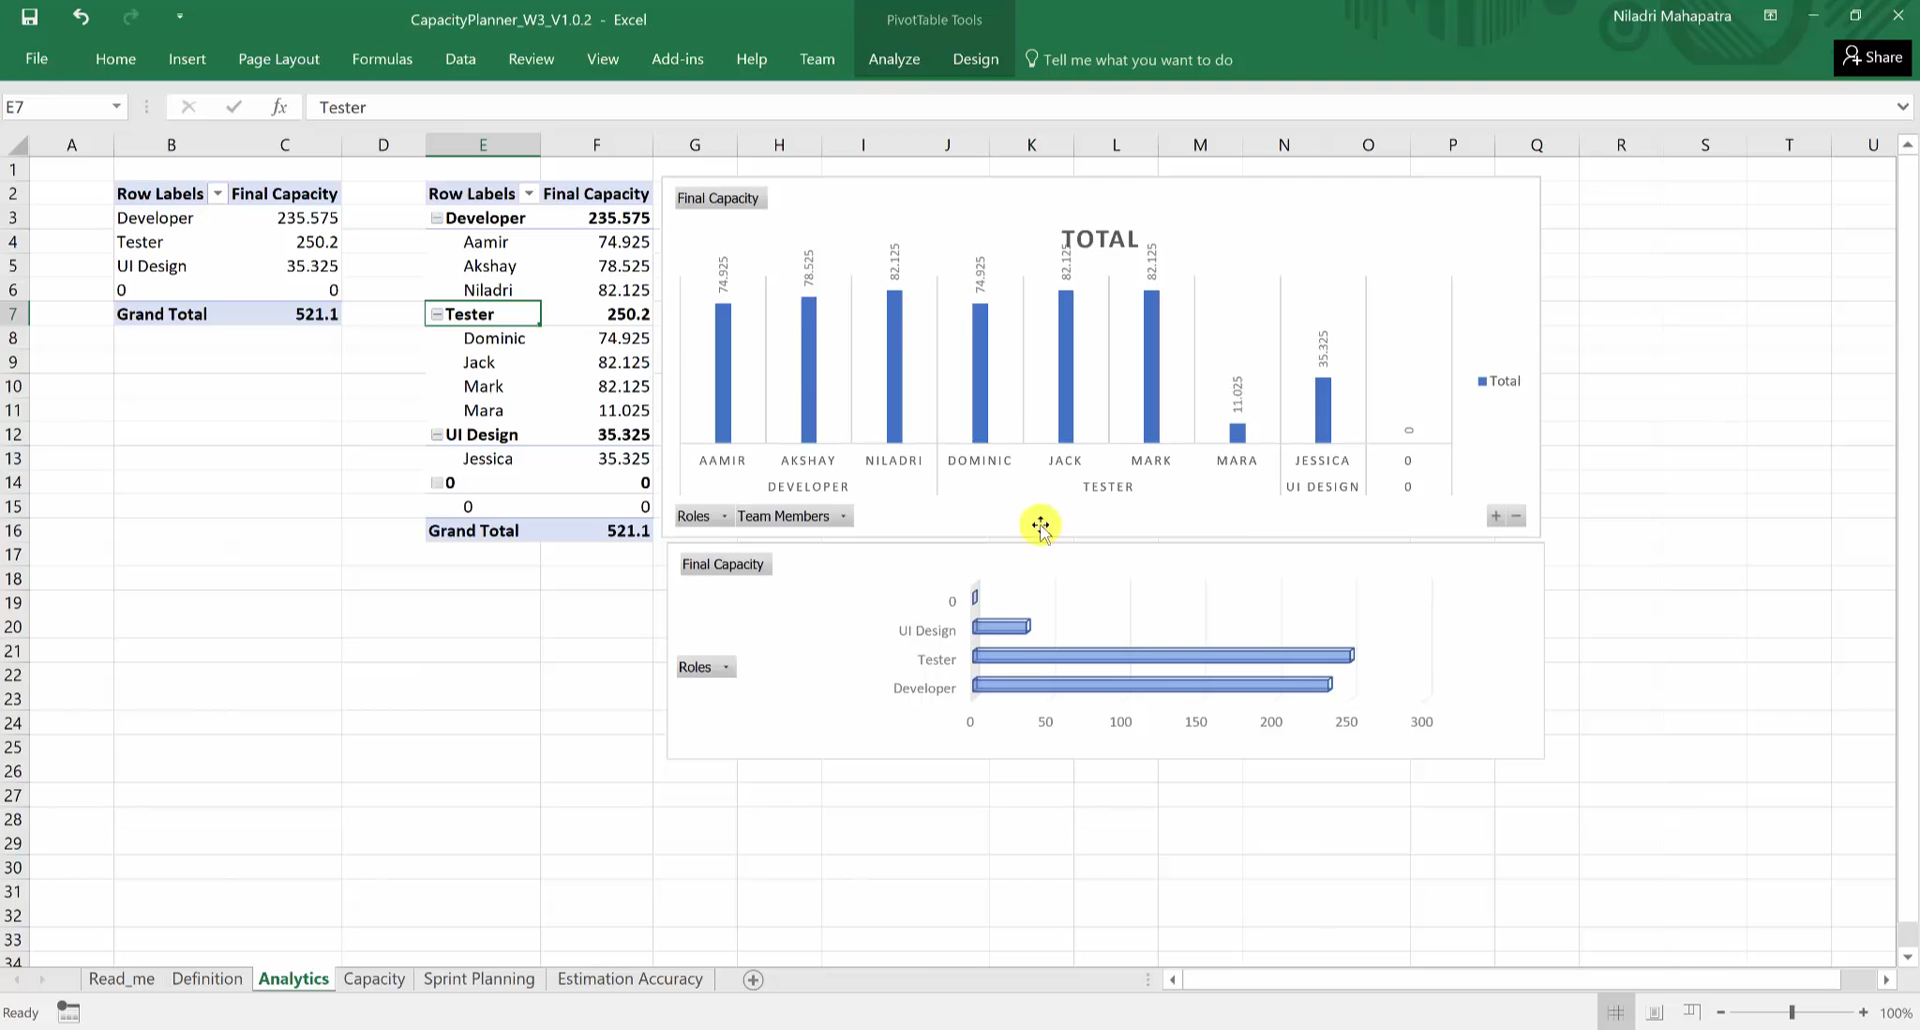 CapacityPlanner_W3_V1.0.2 - Excel
PivotTable Tools
Niladri Mahapatra
File Home Insert Page Layout Formulas Data Review View Add-ins Help Team Analyze Design Tell me what you want to do Share
E7 fx Tester
A B C D E F G H I J K L M N O P Q R S T U
1
2 Row Labels Final Capacity Row Labels Final Capacity
3 Developer 235.575 Developer 235.575
4 Tester 250.2 Aamir 74.925
5 UI Design 35.325 Akshay 78.525
6 0 0 Niladri 82.125
7 Grand Total 521.1 Tester 250.2
8 Dominic 74.925
9 Jack 82.125
10 Mark 82.125
11 Mara 11.025
12 UI Design 35.325
13 Jessica 35.325
14 0 0
15 0 0
16 Grand Total 521.1
17
18
19
20
21
22
23
24
25
26
27
28
29
30
31
32
33
34
Final Capacity
TOTAL
74.925 78.525 82.125 74.925 82.125 82.125 11.025 35.325 0
Total
AAMIR AKSHAY NILADRI DOMINIC JACK MARK MARA JESSICA 0
DEVELOPER TESTER UI DESIGN 0
Roles Team Members + -
Final Capacity
0
UI Design
Tester
Roles
Developer
0 50 100 150 200 250 300
Read_me Definition Analytics Capacity Sprint Planning Estimation Accuracy
Ready 100%